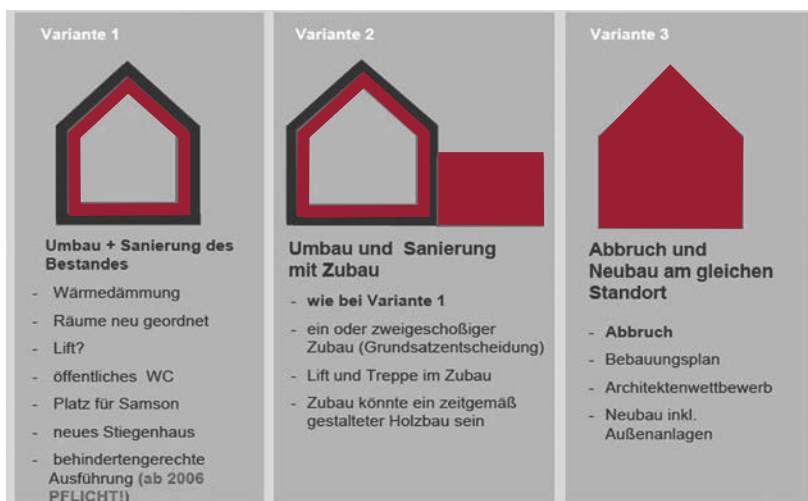 Variante 1
Umbau + Sanierung des
Bestandes
- Wärmedämmung
- Räume neu geordnet
- Lift?
- öffentliches WC
- Platz für Samson
- neues Stiegenhaus
- behindertengerechte
Ausführung (ab 2006
PFLICHT!)
Variante 2
Umbau und Sanierung
mit Zubau
- wie bei Variante 1
- ein oder zweigeschoßiger
Zubau (Grundsatzentscheidung)
- Lift und Treppe im Zubau
- Zubau könnte ein zeitgemäß
gestalteter Holzbau sein
Variante 3
Abbruch und
Neubau am gleichen
Standort
- Abbruch
- Bebauungsplan
- Architektenwettbewerb
- Neubau inkl.
Außenanlagen